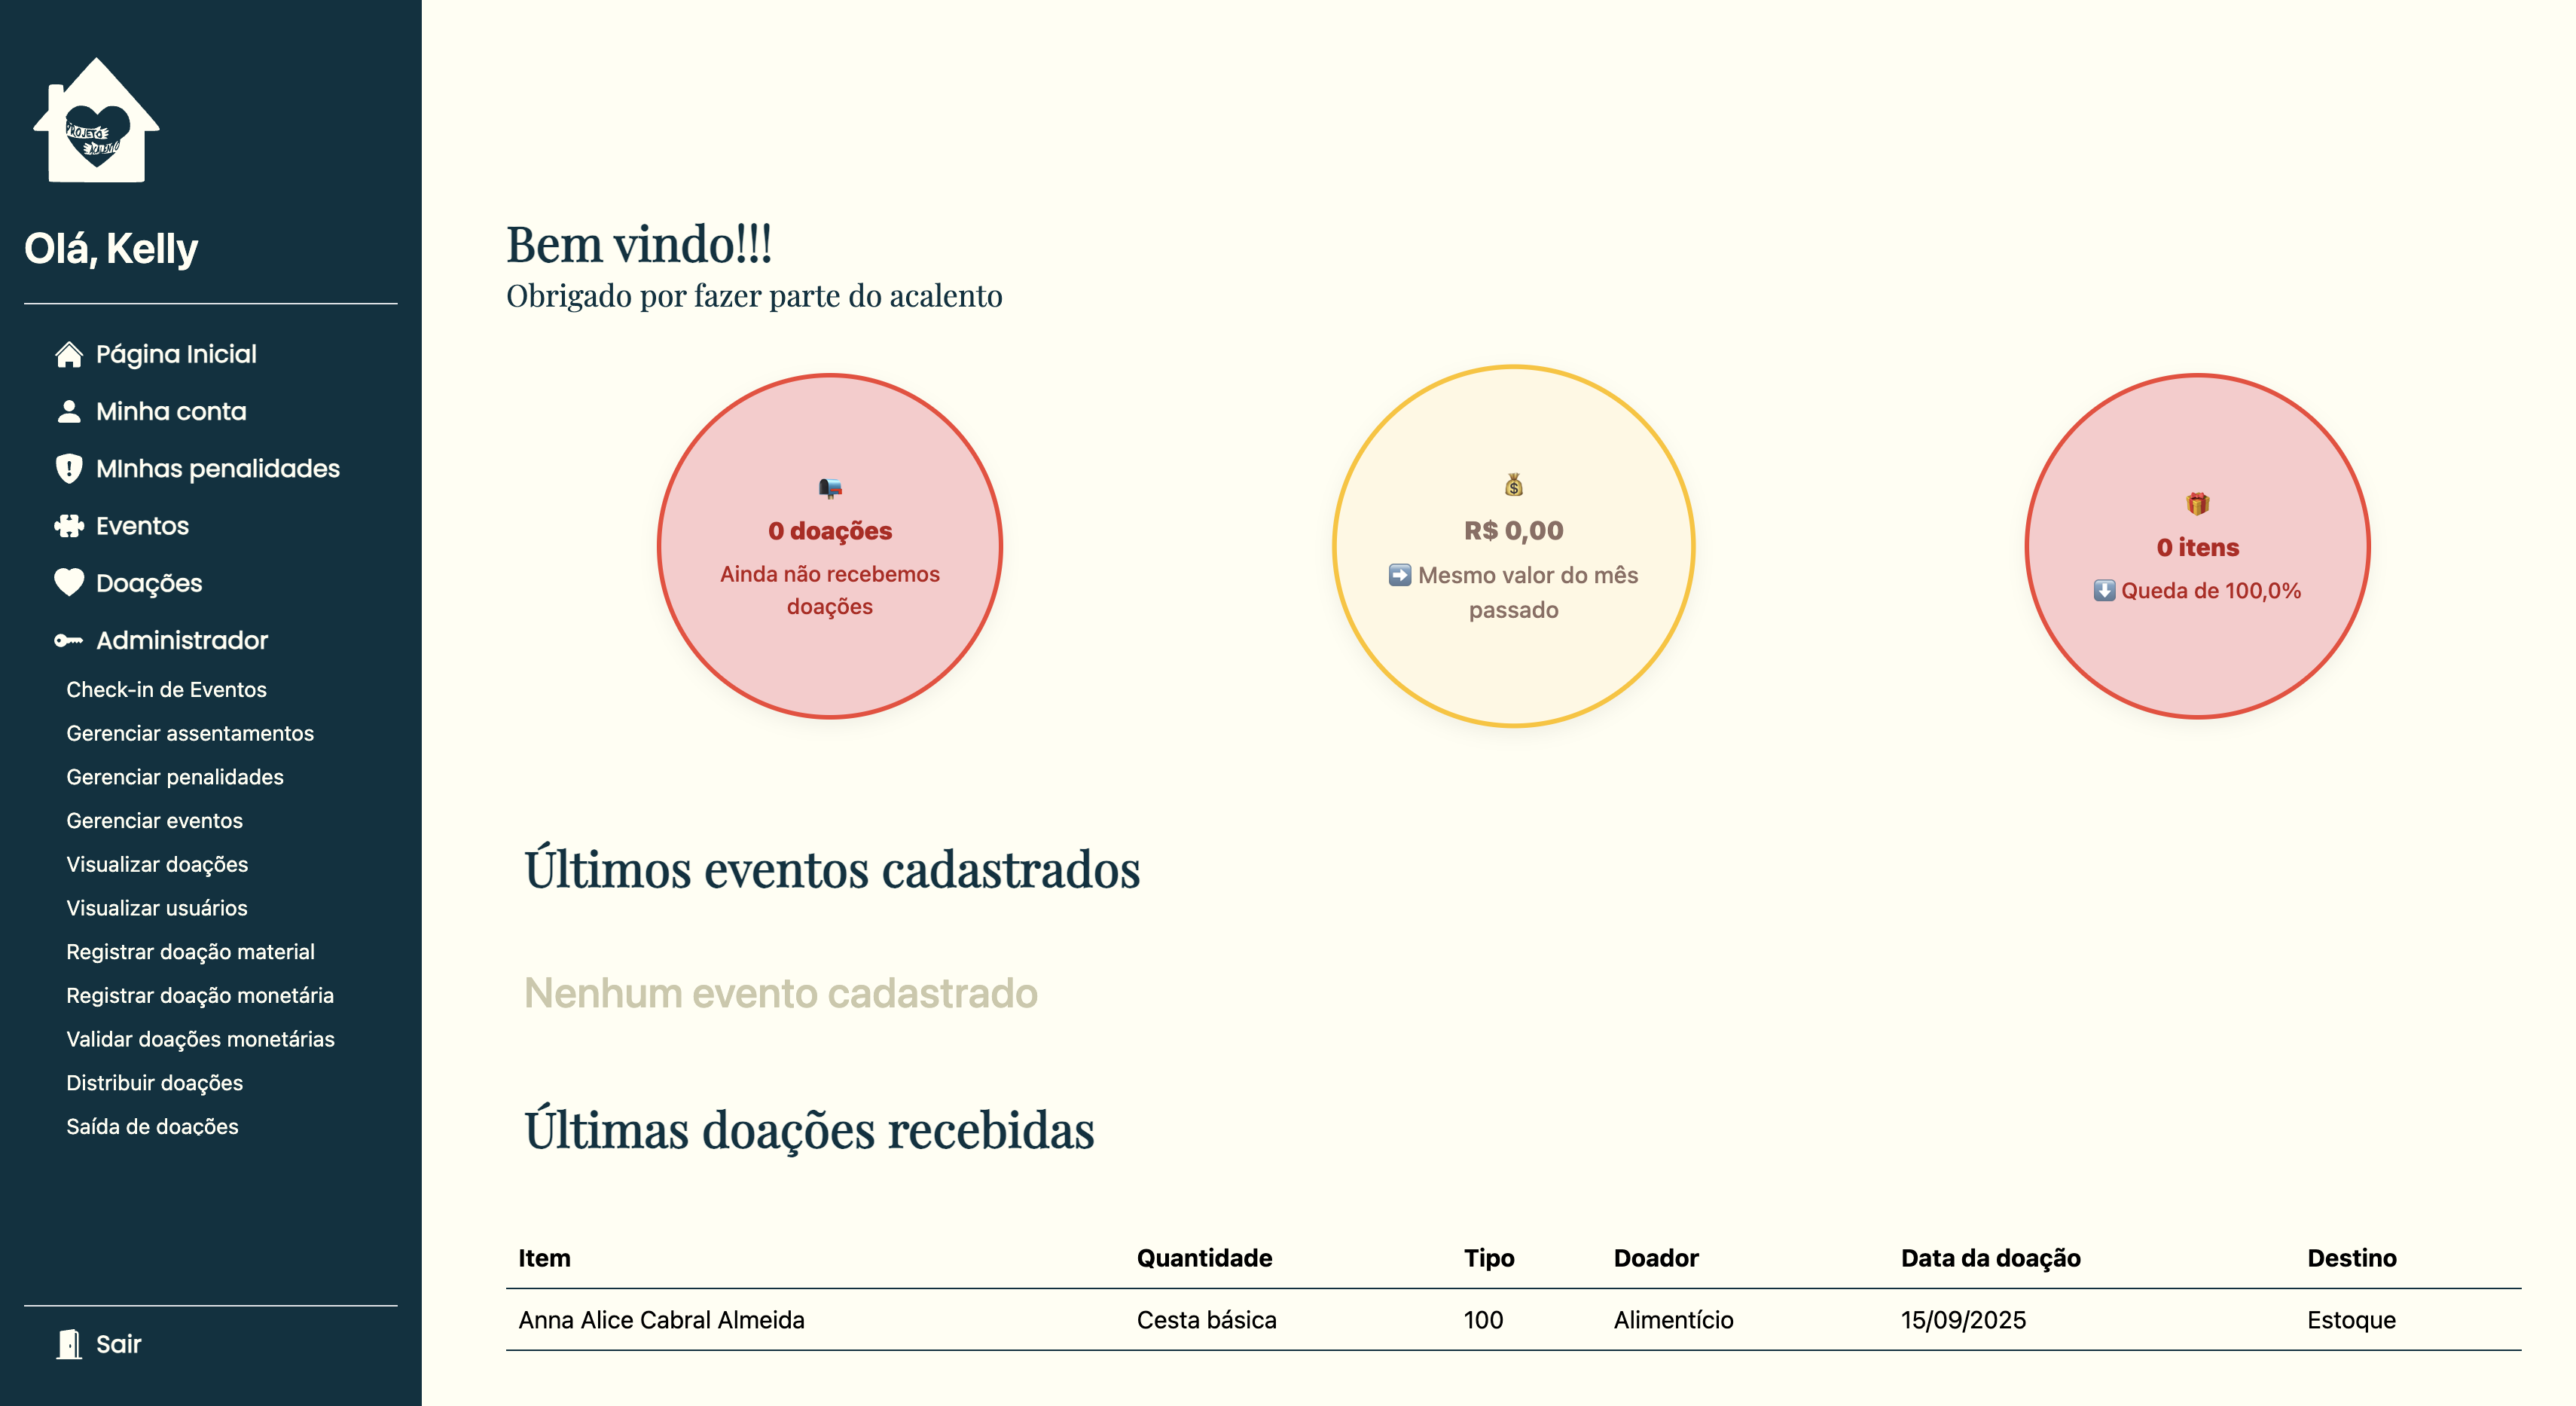 PROJETO
ACALENTO
Olá, Kelly
Página Inicial
Minha conta
MInhas penalidades
Eventos
Doações
Administrador
Check-in de Eventos
Gerenciar assentamentos
Gerenciar penalidades
Gerenciar eventos
Visualizar doações
Visualizar usuários
Registrar doação material
Registrar doação monetária
Validar doações monetárias
Distribuir doações
Saída de doações
Sair
Bem vindo!!!
Obrigado por fazer parte do acalento
0 doações
Ainda não recebemos
doações
R$ 0,00
➡️ Mesmo valor do mês
passado
0 itens
⬇️ Queda de 100,0%
Últimos eventos cadastrados
Nenhum evento cadastrado
Últimas doações recebidas
Item Quantidade Tipo Doador Data da doação Destino
Anna Alice Cabral Almeida Cesta básica 100 Alimentício 15/09/2025 Estoque